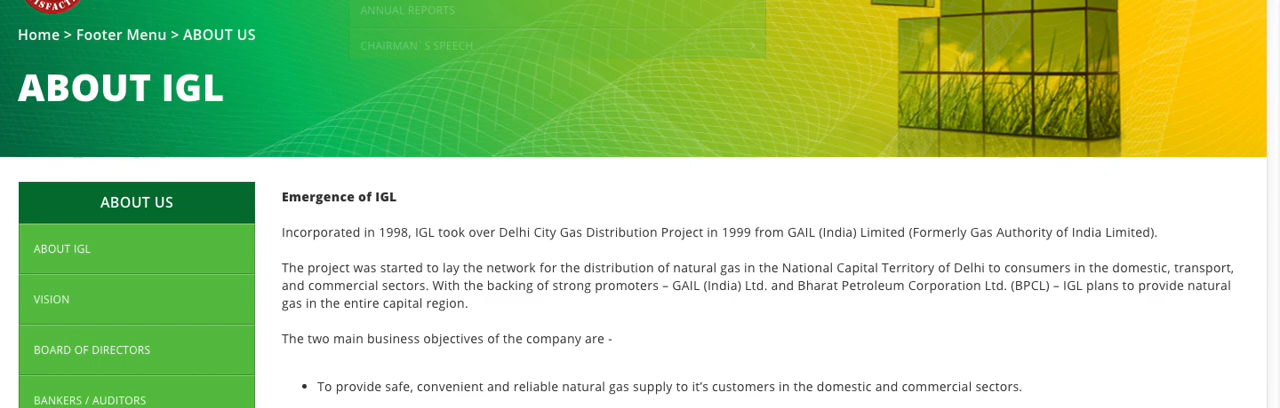 ISFACT
ANNUAL REPORTS
Home > Footer Menu > ABOUT US
CHAIRMAN`S SPEECH
ABOUT IGL
ABOUT US
ABOUT IGL
VISION
BOARD OF DIRECTORS
BANKERS / AUDITORS
Emergence of IGL
Incorporated in 1998, IGL took over Delhi City Gas Distribution Project in 1999 from GAIL (India) Limited (Formerly Gas Authority of India Limited).
The project was started to lay the network for the distribution of natural gas in the National Capital Territory of Delhi to consumers in the domestic, transport,
and commercial sectors. With the backing of strong promoters – GAIL (India) Ltd. and Bharat Petroleum Corporation Ltd. (BPCL) – IGL plans to provide natural
gas in the entire capital region.
The two main business objectives of the company are -
• To provide safe, convenient and reliable natural gas supply to it’s customers in the domestic and commercial sectors.